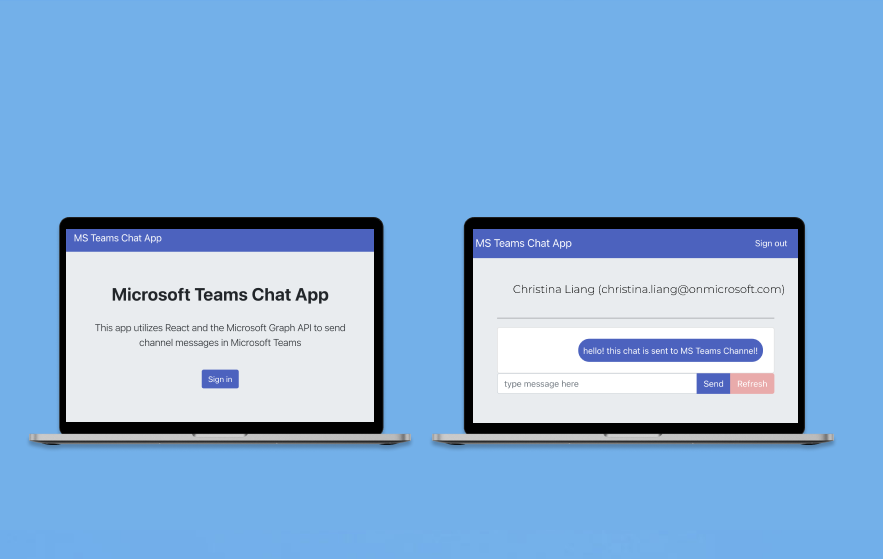 MS Teams Chat App
Microsoft Teams Chat App
This app utilizes React and the Microsoft Graph API to send
channel messages in Microsoft Teams
Sign in
MS Teams Chat App
Sign out
Christina Liang (christina.liang@onmicrosoft.com)
hello! this chat is sent to MS Teams Channel!
type message here
Send
Refresh